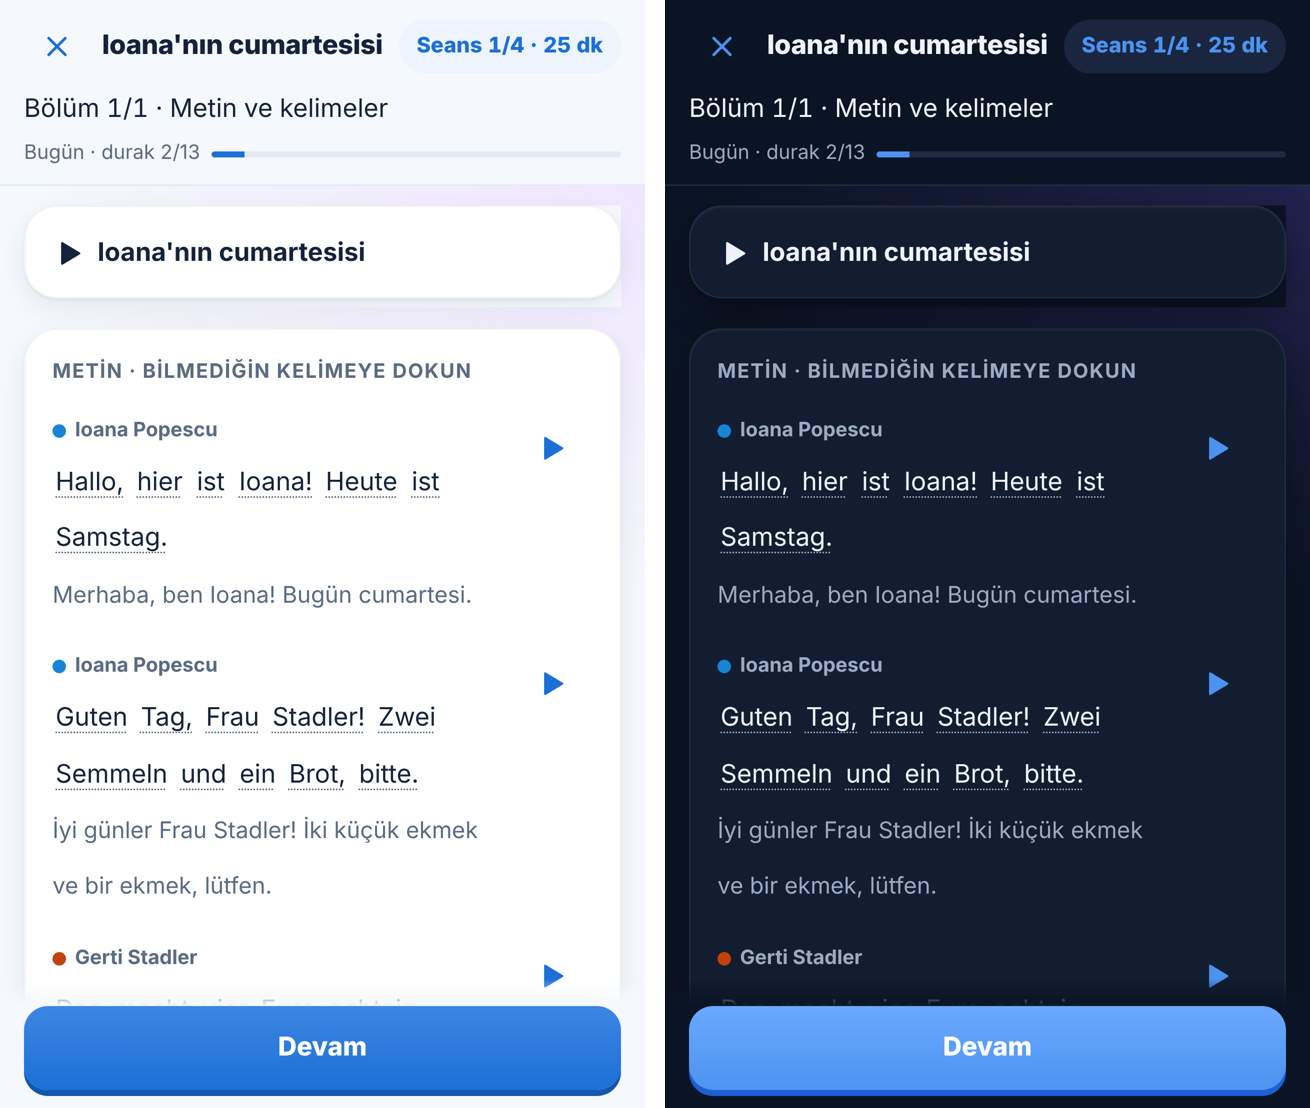 Ioana'nın cumartesisi
Seans 1/4 · 25 dk
Bölüm 1/1 · Metin ve kelimeler
Bugün · durak 2/13
Ioana'nın cumartesisi
METİN · BİLMEDİĞİN KELİMEYE DOKUN
Ioana Popescu
Hallo, hier ist Ioana! Heute ist
Samstag.
Merhaba, ben Ioana! Bugün cumartesi.
Ioana Popescu
Guten Tag, Frau Stadler! Zwei
Semmeln und ein Brot, bitte.
İyi günler Frau Stadler! İki küçük ekmek
ve bir ekmek, lütfen.
Gerti Stadler
Devam
Ioana'nın cumartesisi
Seans 1/4 · 25 dk
Bölüm 1/1 · Metin ve kelimeler
Bugün · durak 2/13
Ioana'nın cumartesisi
METİN · BİLMEDİĞİN KELİMEYE DOKUN
Ioana Popescu
Hallo, hier ist Ioana! Heute ist
Samstag.
Merhaba, ben Ioana! Bugün cumartesi.
Ioana Popescu
Guten Tag, Frau Stadler! Zwei
Semmeln und ein Brot, bitte.
İyi günler Frau Stadler! İki küçük ekmek
ve bir ekmek, lütfen.
Gerti Stadler
Devam